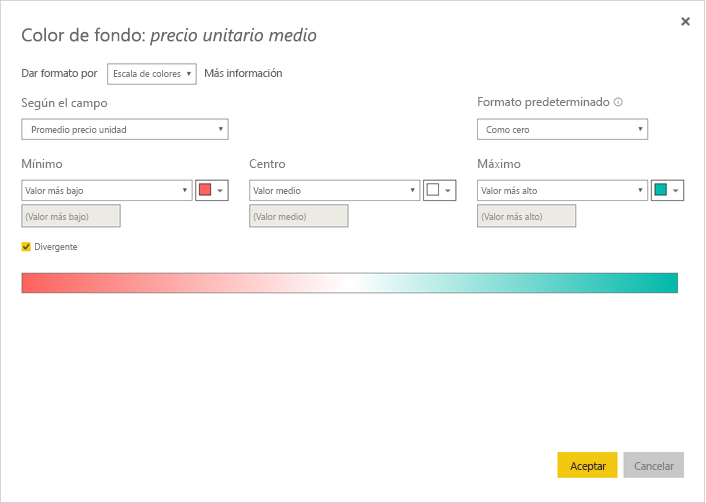 Color de fondo: precio unitario medio
Dar formato por Escala de colores Más información
Según el campo Formato predeterminado
Promedio precio unidad Como cero
Mínimo Centro Máximo
Valor más bajo Valor medio Valor más alto
(Valor más bajo) (Valor medio) (Valor más alto)
Divergente
Aceptar Cancelar